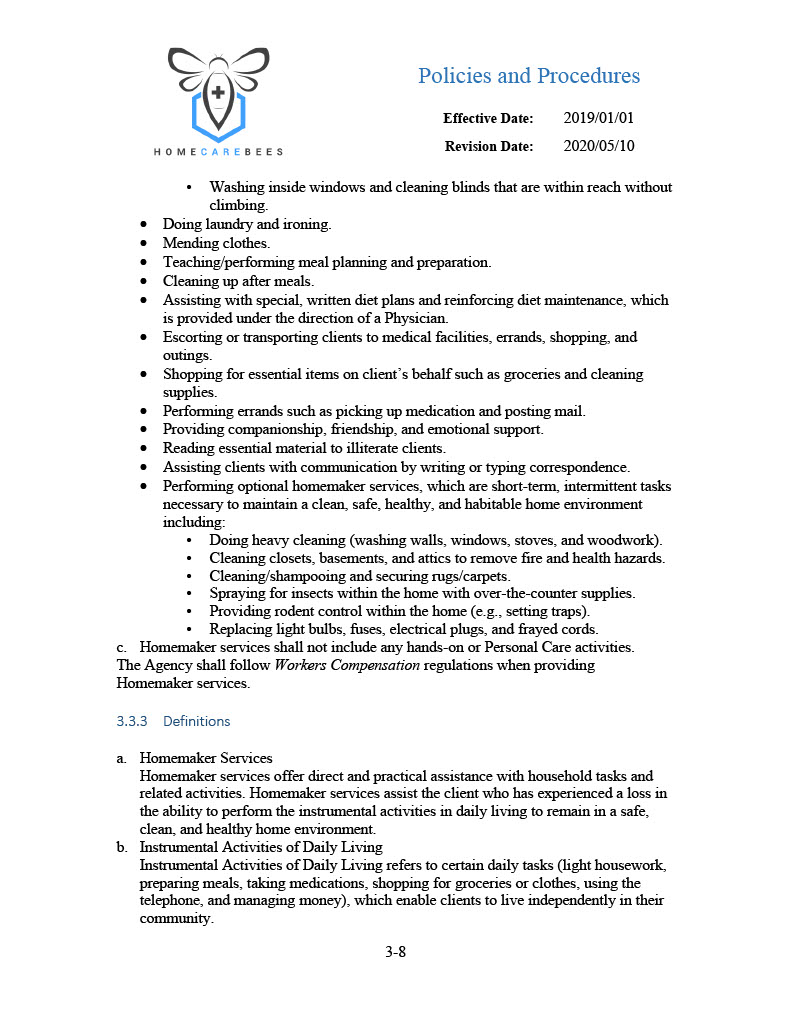 Policies and Procedures
Effective Date: 2019/01/01
Revision Date: 2020/05/10
HOMECAREBEES
• Washing inside windows and cleaning blinds that are within reach without
climbing.
• Doing laundry and ironing.
• Mending clothes.
• Teaching/performing meal planning and preparation.
• Cleaning up after meals.
• Assisting with special, written diet plans and reinforcing diet maintenance, which
is provided under the direction of a Physician.
• Escorting or transporting clients to medical facilities, errands, shopping, and
outings.
• Shopping for essential items on client’s behalf such as groceries and cleaning
supplies.
• Performing errands such as picking up medication and posting mail.
• Providing companionship, friendship, and emotional support.
• Reading essential material to illiterate clients.
• Assisting clients with communication by writing or typing correspondence.
• Performing optional homemaker services, which are short-term, intermittent tasks
necessary to maintain a clean, safe, healthy, and habitable home environment
including:
• Doing heavy cleaning (washing walls, windows, stoves, and woodwork).
• Cleaning closets, basements, and attics to remove fire and health hazards.
• Cleaning/shampooing and securing rugs/carpets.
• Spraying for insects within the home with over-the-counter supplies.
• Providing rodent control within the home (e.g., setting traps).
• Replacing light bulbs, fuses, electrical plugs, and frayed cords.
c. Homemaker services shall not include any hands-on or Personal Care activities.
The Agency shall follow Workers Compensation regulations when providing
Homemaker services.
3.3.3 Definitions
a. Homemaker Services
Homemaker services offer direct and practical assistance with household tasks and
related activities. Homemaker services assist the client who has experienced a loss in
the ability to perform the instrumental activities in daily living to remain in a safe,
clean, and healthy home environment.
b. Instrumental Activities of Daily Living
Instrumental Activities of Daily Living refers to certain daily tasks (light housework,
preparing meals, taking medications, shopping for groceries or clothes, using the
telephone, and managing money), which enable clients to live independently in their
community.
3-8